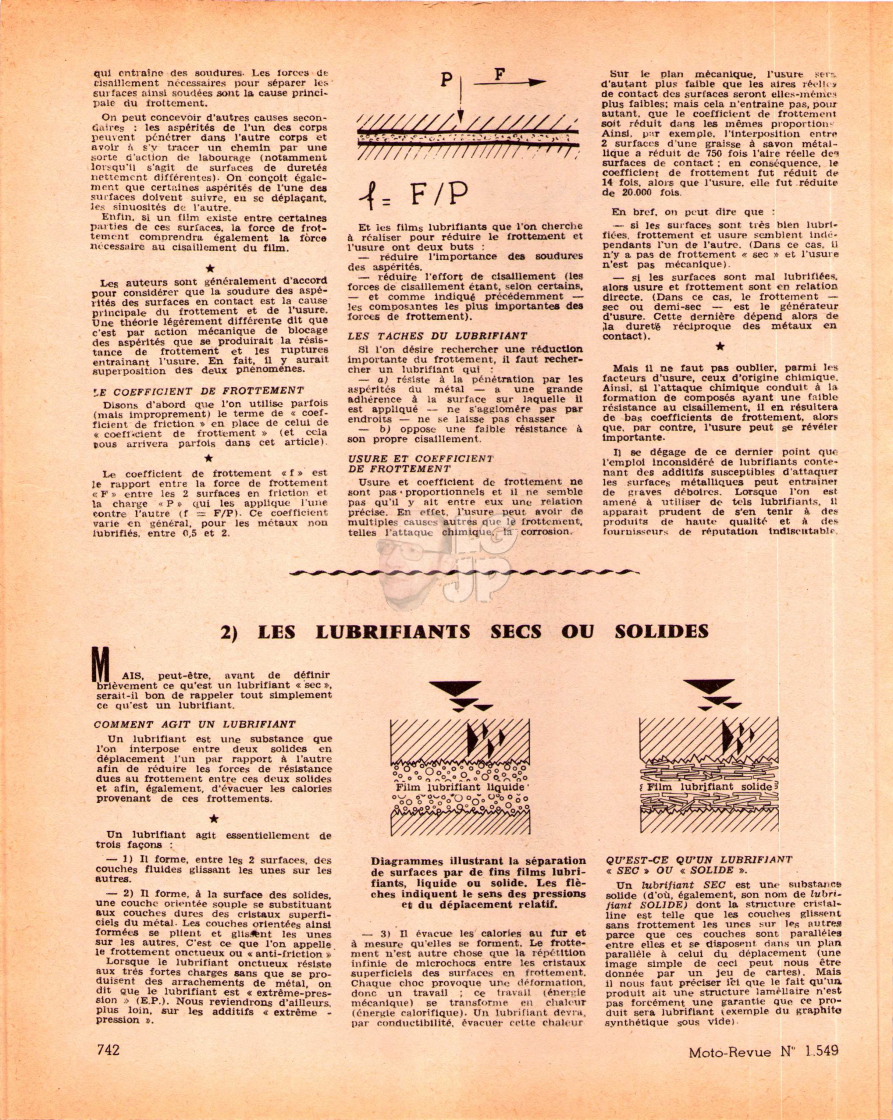 qui entraîne des soudures. Les forces de
cisaillement nécessaires pour séparer les
surfaces ainsi soudées sont la cause princi-
pale du frottement.
On peut concevoir d'autres causes secon-
daires : les aspérités de l'un des corps
peuvent pénétrer dans l'autre corps et
avoir à s'y tracer un chemin par une
sorte d'action de labourage (notamment
lorsqu'il s'agit de surfaces de duretés
nettement différentes). On conçoit égale-
ment que certaines aspérités de l'une des
surfaces doivent suivre, en se déplaçant,
les sinuosités de l'autre.
Enfin, si un film existe entre certaines
parties de ces surfaces, la force de frot-
tement comprendra également la force
nécessaire au cisaillement du film.
★
Les auteurs sont généralement d'accord
pour considérer que la soudure des aspé-
rités des surfaces en contact est la cause
principale du frottement et de l'usure.
Une théorie légèrement différente dit que
c'est par action mécanique de blocage
des aspérités que se produirait la résis-
tance de frottement et les ruptures
entraînant l'usure. En fait, il y aurait
superposition des deux phénomènes.
LE COEFFICIENT DE FROTTEMENT
Disons d'abord que l'on utilise parfois
(mais improprement) le terme de « coef-
ficient de friction » en place de celui de
« coefficient de frottement » (et cela
nous arrivera parfois dans cet article).
★
Le coefficient de frottement « f » est
le rapport entre la force de frottement
« F » entre les 2 surfaces en friction et
la charge « P » qui les applique l'une
contre l'autre (f = F/P). Ce coefficient
varie en général, pour les métaux non
lubrifiés, entre 0,5 et 2.
P F
f = F/P
Et les films lubrifiants que l'on cherche
à réaliser pour réduire le frottement et
l'usure ont deux buts :
— réduire l'importance des soudures
des aspérités,
— réduire l'effort de cisaillement (les
forces de cisaillement étant, selon certains,
— et comme indiqué précédemment —
les composantes les plus importantes des
forces de frottement).
LES TACHES DU LUBRIFIANT
Si l'on désire rechercher une réduction
importante du frottement, il faut recher-
cher un lubrifiant qui :
— a) résiste à la pénétration par les
aspérités du métal — a une grande
adhérence à la surface sur laquelle il
est appliqué — ne s'agglomère pas par
endroits — ne se laisse pas chasser
— b) oppose une faible résistance à
son propre cisaillement.
USURE ET COEFFICIENT
DE FROTTEMENT
Usure et coefficient de frottement ne
sont pas proportionnels et il ne semble
pas qu'il y ait entre eux une relation
précise. En effet, l'usure peut avoir de
multiples causes autres que le frottement,
telles l'attaque chimique, la corrosion.
Sur le plan mécanique, l'usure sera
d'autant plus faible que les aires réelles
de contact des surfaces seront elles-mêmes
plus faibles; mais cela n'entraîne pas, pour
autant, que le coefficient de frottement
soit réduit dans les mêmes proportions.
Ainsi, par exemple, l'interposition entre
2 surfaces d'une graisse à savon métal-
lique a réduit de 750 fois l'aire réelle des
surfaces de contact ; en conséquence, le
coefficient de frottement fut réduit de
14 fois, alors que l'usure, elle fut réduite
de 20.000 fois.
En bref, on peut dire que :
— si les surfaces sont très bien lubri-
fiées, frottement et usure semblent indé-
pendants l'un de l'autre. (Dans ce cas, il
n'y a pas de frottement « sec » et l'usure
n'est pas mécanique).
— si les surfaces sont mal lubrifiées,
alors usure et frottement sont en relation
directe. (Dans ce cas, le frottement —
sec ou demi-sec — est le générateur
d'usure. Cette dernière dépend alors de
la dureté réciproque des métaux en
contact).
★
Mais il ne faut pas oublier, parmi les
facteurs d'usure, ceux d'origine chimique.
Ainsi, si l'attaque chimique conduit à la
formation de composés ayant une faible
résistance au cisaillement, il en résultera
de bas coefficients de frottement, alors
que, par contre, l'usure peut se révéler
importante.
Il se dégage de ce dernier point que
l'emploi inconsidéré de lubrifiants conte-
nant des additifs susceptibles d'attaquer
les surfaces métalliques peut entraîner
de graves déboires. Lorsque l'on est
amené à utiliser de tels lubrifiants, il
apparaît prudent de s'en tenir à des
produits de haute qualité et à des
fournisseurs de réputation indiscutable.
JP
2) LES LUBRIFIANTS SECS OU SOLIDES
MAIS, peut-être, avant de définir
brièvement ce qu'est un lubrifiant « sec »,
serait-il bon de rappeler tout simplement
ce qu'est un lubrifiant.
COMMENT AGIT UN LUBRIFIANT
Un lubrifiant est une substance que
l'on interpose entre deux solides en
déplacement l'un par rapport à l'autre
afin de réduire les forces de résistance
dues au frottement entre ces deux solides
et afin, également, d'évacuer les calories
provenant de ces frottements.
★
Un lubrifiant agit essentiellement de
trois façons :
— 1) Il forme, entre les 2 surfaces, des
couches fluides glissant les unes sur les
autres.
— 2) Il forme, à la surface des solides,
une couche orientée souple se substituant
aux couches dures des cristaux superfi-
ciels du métal. Les couches orientées ainsi
formées se plient et glissent les unes
sur les autres. C'est ce que l'on appelle
le frottement onctueux ou « anti-friction »
Lorsque le lubrifiant onctueux résiste
aux très fortes charges sans que se pro-
duisent des arrachements de métal, on
dit que le lubrifiant est « extrême-pres-
sion » (E.P.). Nous reviendrons d'ailleurs,
plus loin, sur les additifs « extrême -
pression ».
Film lubrifiant liquide
Film lubrifiant solide
Diagrammes illustrant la séparation
de surfaces par de fins films lubri-
fiants, liquide ou solide. Les flè-
ches indiquent le sens des pressions
et du déplacement relatif.
— 3) Il évacue les calories au fur et
à mesure qu'elles se forment. Le frotte-
ment n'est autre chose que la répétition
infinie de microchocs entre les cristaux
superficiels des surfaces en frottement.
Chaque choc provoque une déformation,
donc un travail ; ce travail (énergie
mécanique) se transforme en chaleur
(énergie calorifique). Un lubrifiant devra,
par conductibilité, évacuer cette chaleur
QU'EST-CE QU'UN LUBRIFIANT
« SEC » OU « SOLIDE ».
Un lubrifiant SEC est une substance
solide (d'où, également, son nom de lubri-
fiant SOLIDE) dont la structure cristal-
line est telle que les couches glissent
sans frottement les unes sur les autres
parce que ces couches sont parallèles
entre elles et se disposent dans un plan
parallèle à celui du déplacement (une
image simple de ceci peut nous être
donnée par un jeu de cartes). Mais
il nous faut préciser ici que le fait qu'un
produit ait une structure lamellaire n'est
pas forcément une garantie que ce pro-
duit sera lubrifiant (exemple du graphite
synthétique sous vide).
742
Moto-Revue N° 1.549